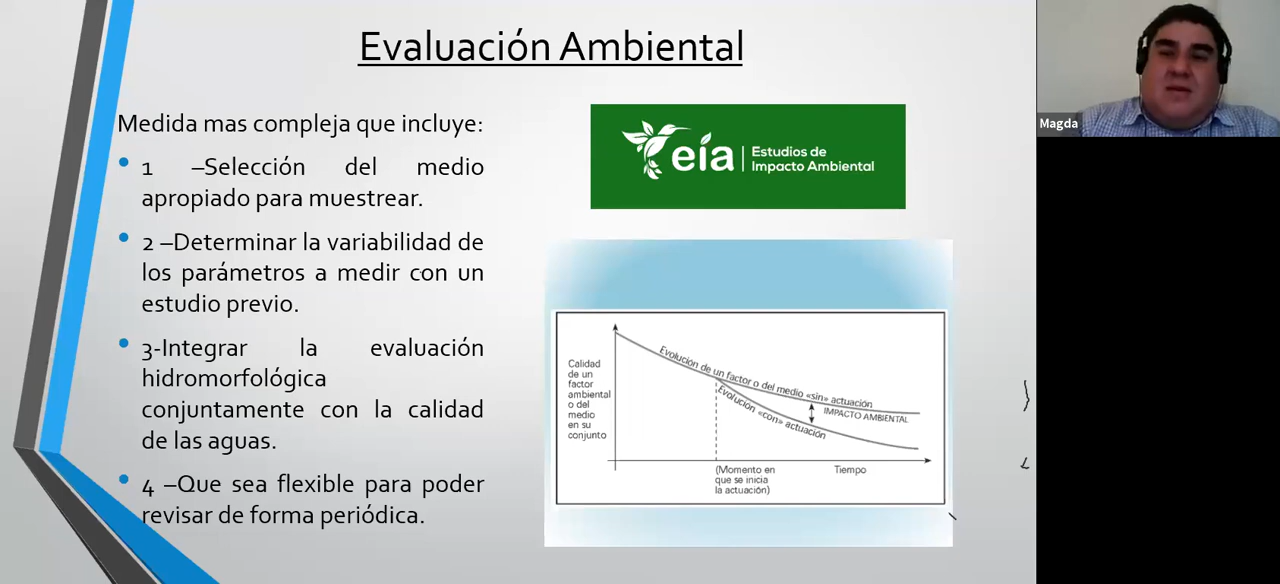 Evaluación Ambiental
Medida mas compleja que incluye:
1 –Selección del medio
apropiado para muestrear.
2 –Determinar la variabilidad de
los parámetros a medir con un
estudio previo.
3-Integrar la evaluación
hidromorfológica
conjuntamente con la calidad
de las aguas.
4 –Que sea flexible para poder
revisar de forma periódica.
eía
Estudios de
Impacto Ambiental
Calidad
de un
factor
ambiental
o del
medio
en su
conjunto
Evolución de un factor o del medio «sin» actuación
Evolución «con» actuación
IMPACTO AMBIENTAL
(Momento en
que se inicia
la actuación)
Tiempo
Magda